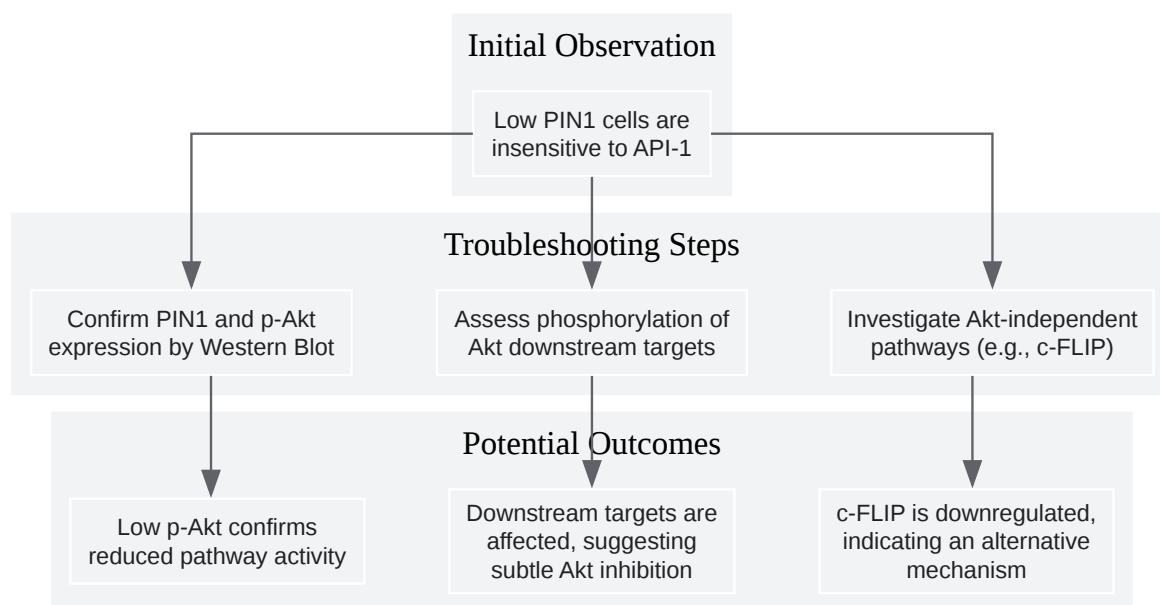 Initial Observation
Low PIN1 cells are
insensitive to API-1
Troubleshooting Steps
Confirm PIN1 and p-Akt
expression by Western Blot
Assess phosphorylation of
Akt downstream targets
Investigate Akt-independent
pathways (e.g., c-FLIP)
Potential Outcomes
Low p-Akt confirms
reduced pathway activity
Downstream targets are
affected, suggesting
subtle Akt inhibition
c-FLIP is downregulated,
indicating an alternative
mechanism